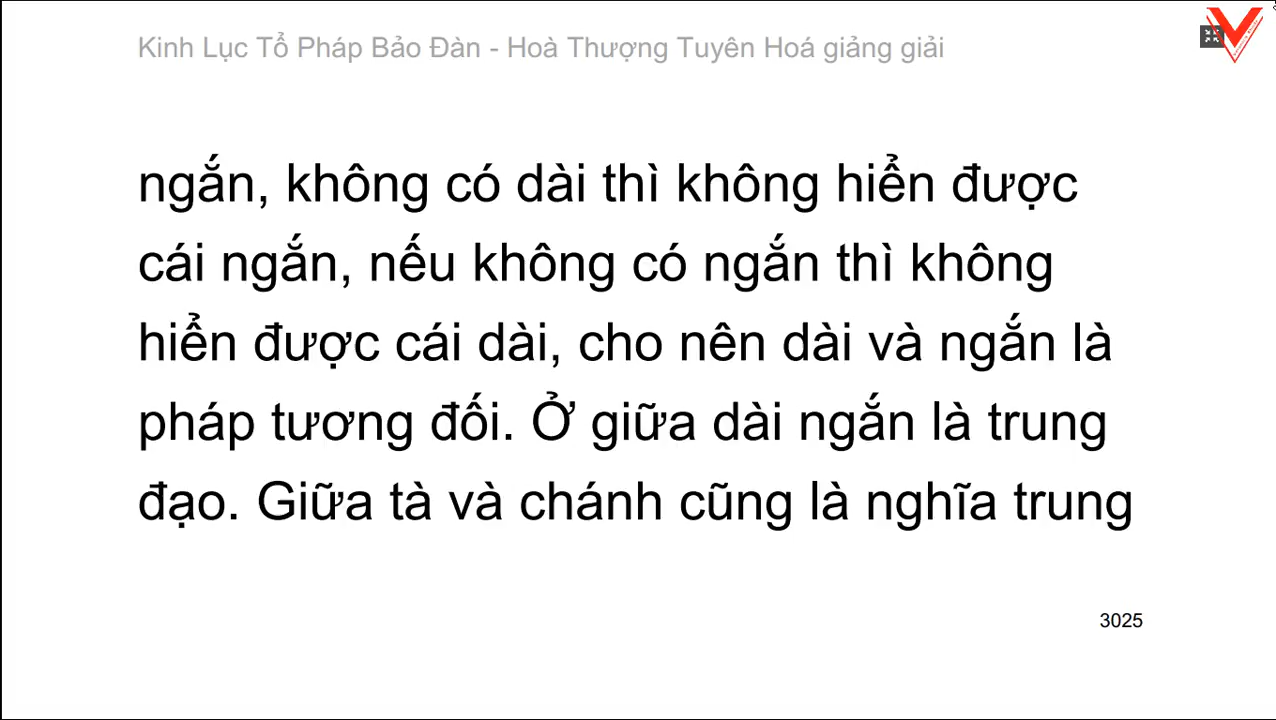 Kinh Lục Tổ Pháp Bảo Đàn - Hoà Thượng Tuyên Hoá giảng giải
ngắn, không có dài thì không hiển được
cái ngắn, nếu không có ngắn thì không
hiển được cái dài, cho nên dài và ngắn là
pháp tương đối. Ở giữa dài ngắn là trung
đạo. Giữa tà và chánh cũng là nghĩa trung
3025